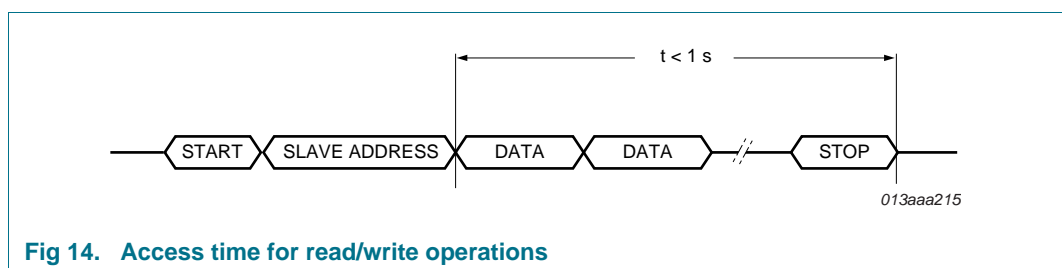 t < 1 s
START SLAVE ADDRESS DATA DATA STOP
013aaa215
Fig 14. Access time for read/write operations